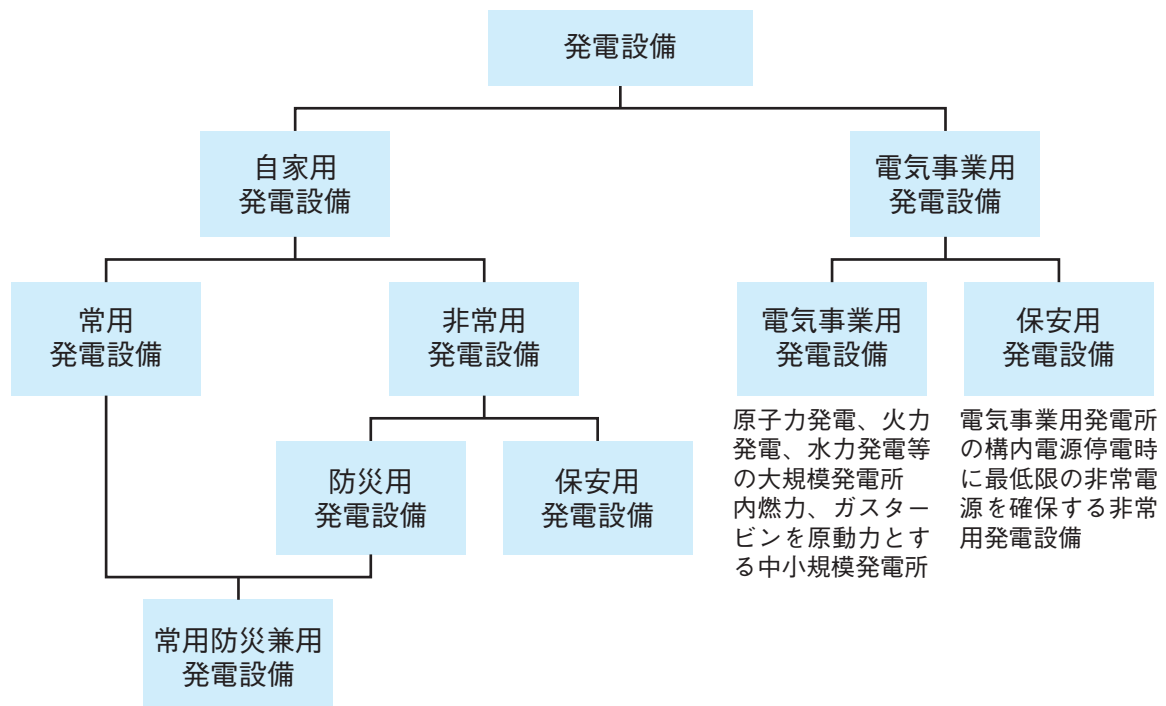 発電設備
自家用
発電設備
電気事業用
発電設備
常用
発電設備
非常用
発電設備
電気事業用
発電設備
保安用
発電設備
原子力発電、火力
発電、水力発電等
の大規模発電所
内燃力、ガスター
ビンを原動力とす
る中小規模発電所
電気事業用発電所
の構内電源停電時
に最低限の非常電
源を確保する非常
用発電設備
防災用
発電設備
保安用
発電設備
常用防災兼用
発電設備